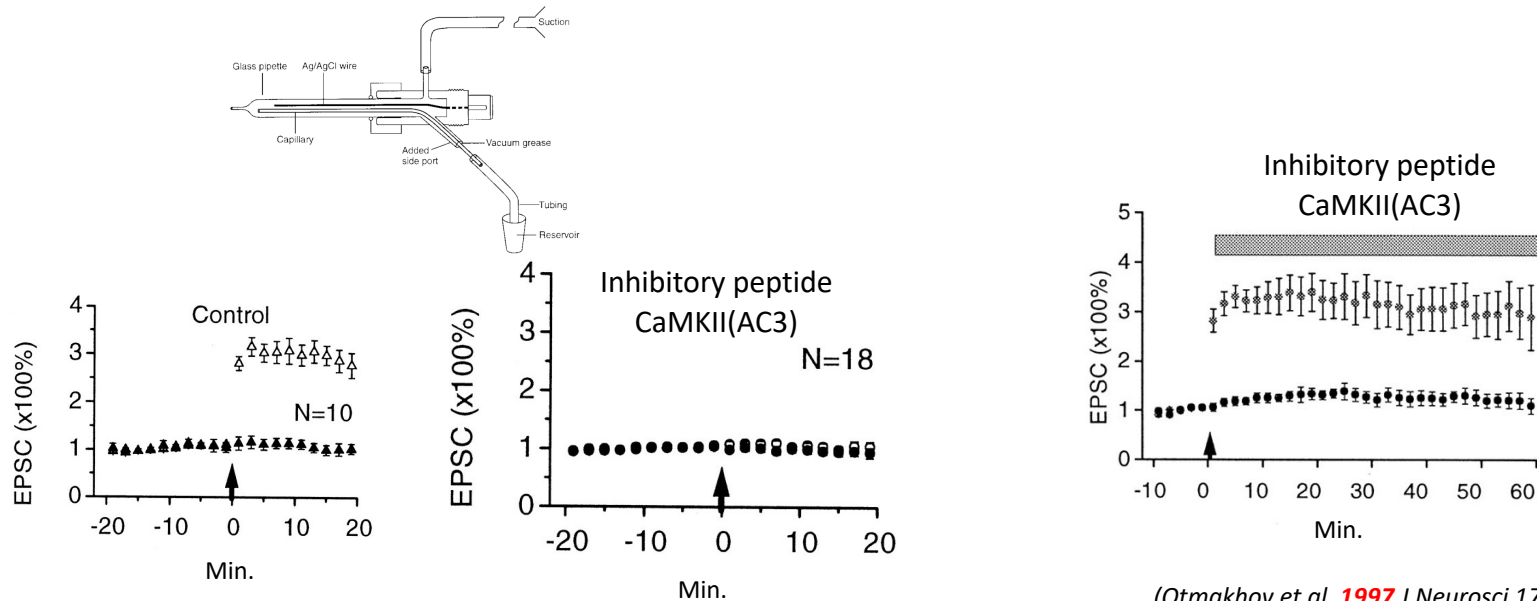 Suction
Glass pipette
Ag/AgCl wire
Capillary
Added
side port
Vacuum grease
Tubing
Reservoir
EPSC (x100%)
4
3
2
1
0
Control
N=10
-20
-10
0
10
20
Min.
EPSC (x100%)
4
3
2
1
0
Inhibitory peptide
CaMKII(AC3)
N=18
-20
-10
0
10
20
Min.
Inhibitory peptide
CaMKII(AC3)
EPSC (x100%)
5
4
3
2
1
0
-10
0
10
20
30
40
50
60
Min.
(Otmakhov et al. 1997 J Neurosci 17